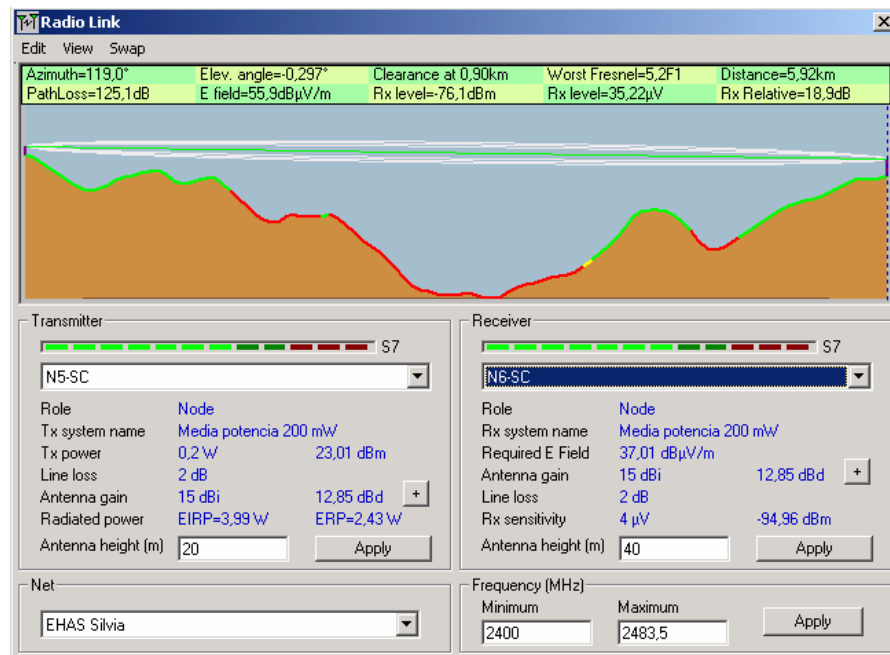 Radio Link
Edit View Swap
Azimuth=119,0° Elev. angle=-0,297° Clearance at 0,90km Worst Fresnel=5,2F1 Distance=5,92km
PathLoss=125,1dB E field=55,9dBµV/m Rx level=-76,1dBm Rx level=35,22µV Rx Relative=18,9dB
Transmitter
S7
N5-SC
Role Node
Tx system name Media potencia 200 mW
Tx power 0,2 W 23,01 dBm
Line loss 2 dB
Antenna gain 15 dBi 12,85 dBd +
Radiated power EIRP=3,99 W ERP=2,43 W
Antenna height (m) 20 Apply
Receiver
S7
N6-SC
Role Node
Rx system name Media potencia 200 mW
Required E Field 37,01 dBµV/m
Antenna gain 15 dBi 12,85 dBd +
Line loss 2 dB
Rx sensitivity 4 µV -94,96 dBm
Antenna height (m) 40 Apply
Net
EHAS Silvia
Frequency (MHz)
Minimum Maximum
2400 2483,5 Apply